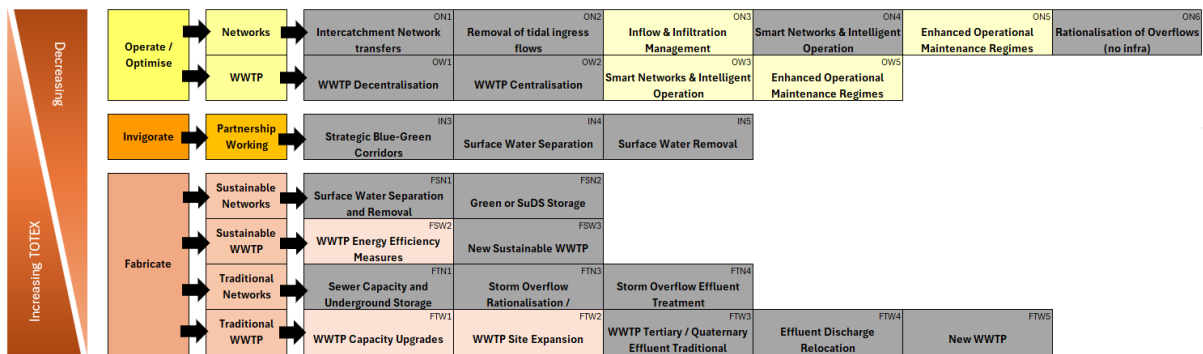 Decreasing
Increasing TOTEX
Operate /
Optimise
Networks
ON1
Intercatchment Network
transfers
ON2
Removal of tidal ingress
flows
ON3
Inflow & Infiltration
Management
ON4
Smart Networks & Intelligent
Operation
ON5
Enhanced Operational
Maintenance Regimes
ON6
Rationalisation of Overflows
(no infra)
WWTP
OW1
WWTP Decentralisation
OW2
WWTP Centralisation
OW3
Smart Networks & Intelligent
Operation
OW5
Enhanced Operational
Maintenance Regimes
Invigorate
Partnership
Working
IN3
Strategic Blue-Green
Corridors
IN4
Surface Water Separation
IN5
Surface Water Removal
Fabricate
Sustainable
Networks
FSN1
Surface Water Separation
and Removal
FSN2
Green or SuDS Storage
Sustainable
WWTP
FSW2
WWTP Energy Efficiency
Measures
FSW3
New Sustainable WWTP
Traditional
Networks
FTN1
Sewer Capacity and
Underground Storage
FTN3
Storm Overflow
Rationalisation /
FTN4
Storm Overflow Effluent
Treatment
Traditional
WWTP
FTW1
WWTP Capacity Upgrades
FTW2
WWTP Site Expansion
FTW3
WWTP Tertiary / Quaternary
Effluent Traditional
FTW4
Effluent Discharge
Relocation
FTW5
New WWTP